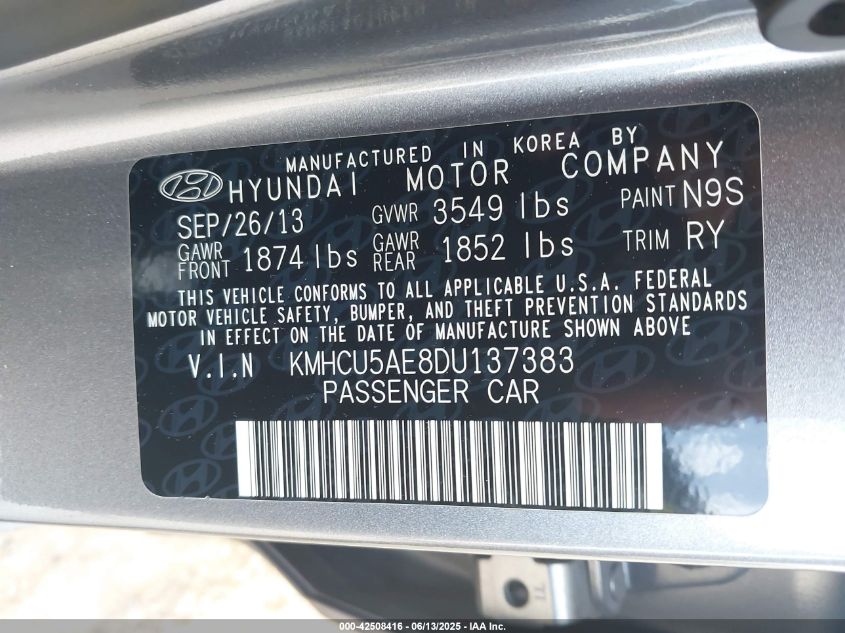 MANUFACTURED IN KOREA BY
HYUNDAI MOTOR COMPANY
SEP/26/13 GVWR 3549 lbs PAINT N9S
GAWR FRONT 1874 lbs GAWR REAR 1852 lbs TRIM RY
THIS VEHICLE CONFORMS TO ALL APPLICABLE U.S.A. FEDERAL
MOTOR VEHICLE SAFETY, BUMPER, AND THEFT PREVENTION STANDARDS
IN EFFECT ON THE DATE OF MANUFACTURE SHOWN ABOVE
V.I.N KMHCU5AE8DU137383
PASSENGER CAR
000-42508416 - 06/13/2025 - IAA Inc.